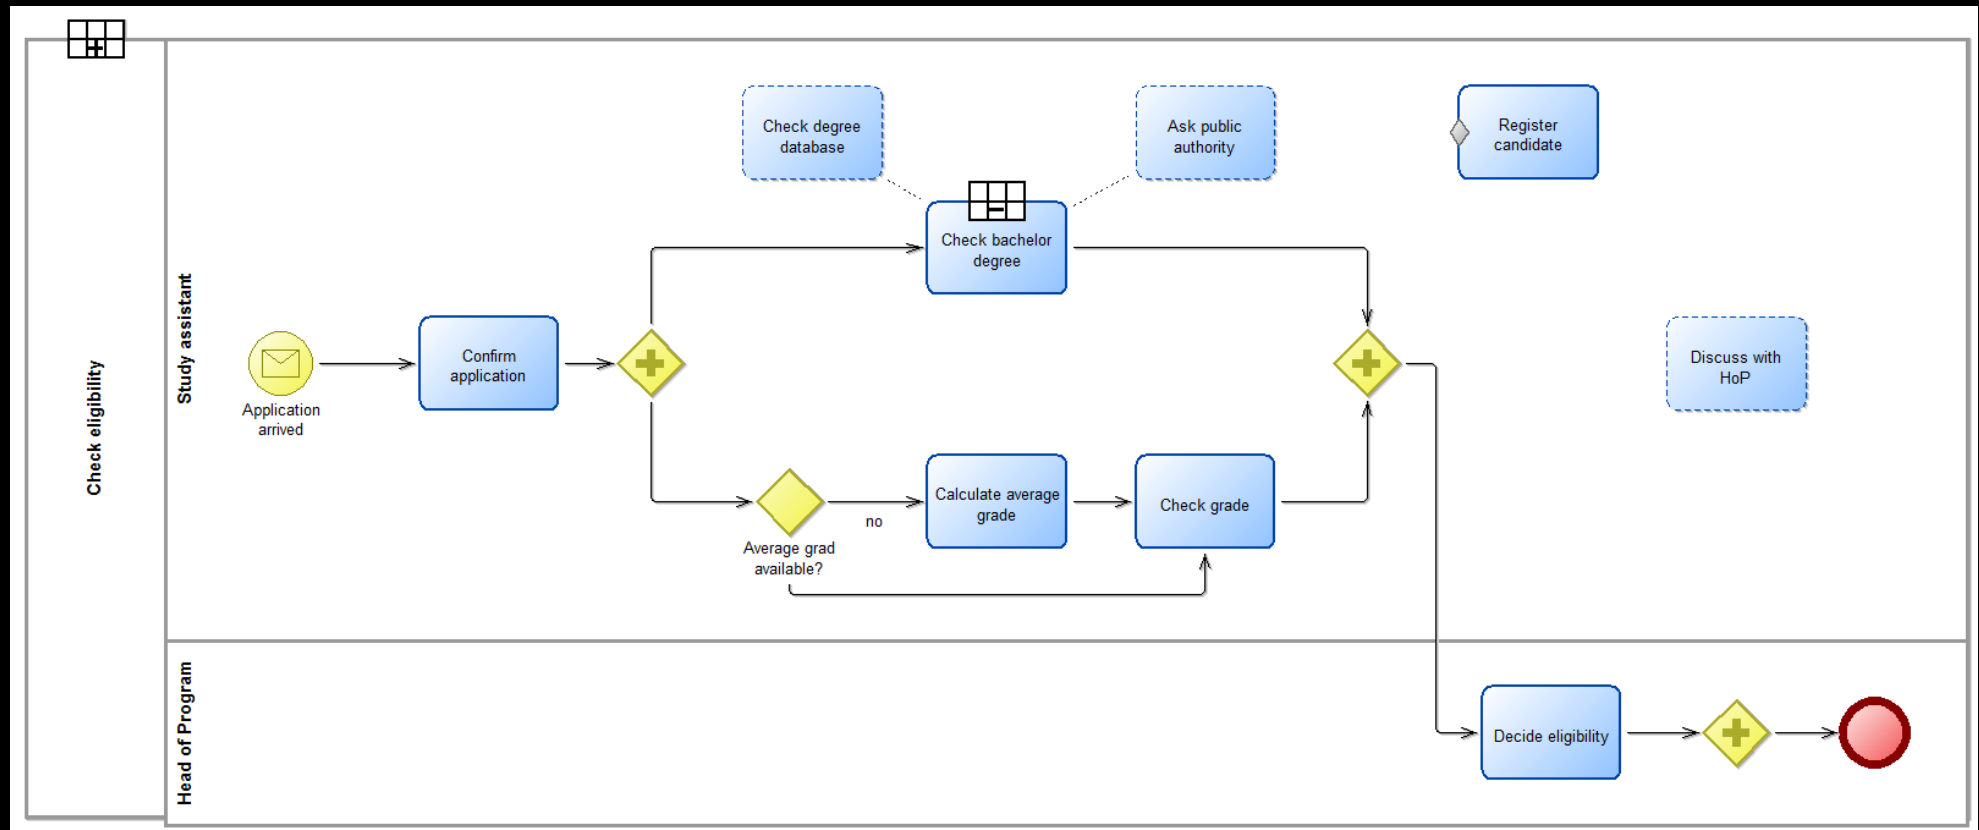 Check eligibility
Study assistant
Head of Program
Application
arrived
Confirm
application
Check degree
database
Ask public
authority
Check bachelor
degree
Register
candidate
Discuss with
HoP
Average grad
available?
no
Calculate average
grade
Check grade
Decide eligibility